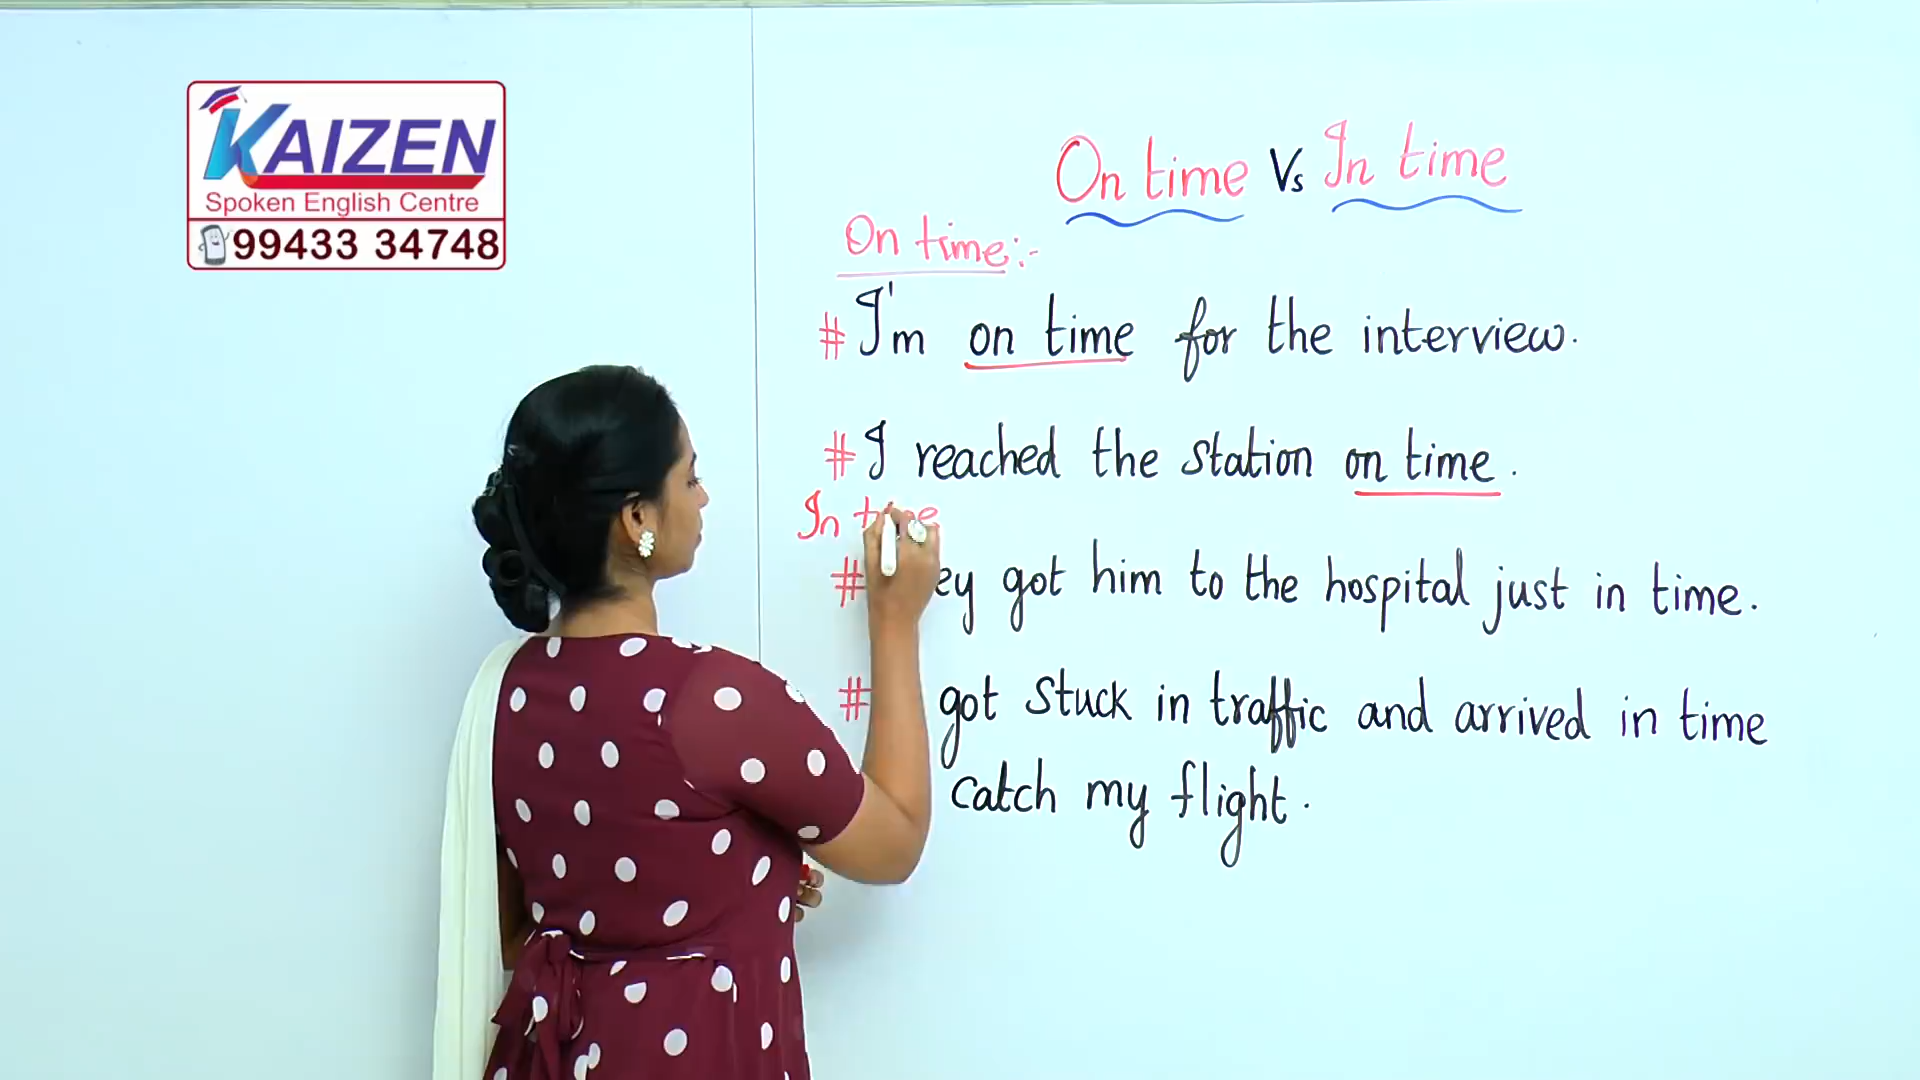 KAIZEN
Spoken English Centre
99433 34748
On time Vs In time
On time:-
# I'm on time for the interview.
# I reached the station on time.
In
# got him to the hospital just in time.
# got stuck in traffic and arrived in time
catch my flight.